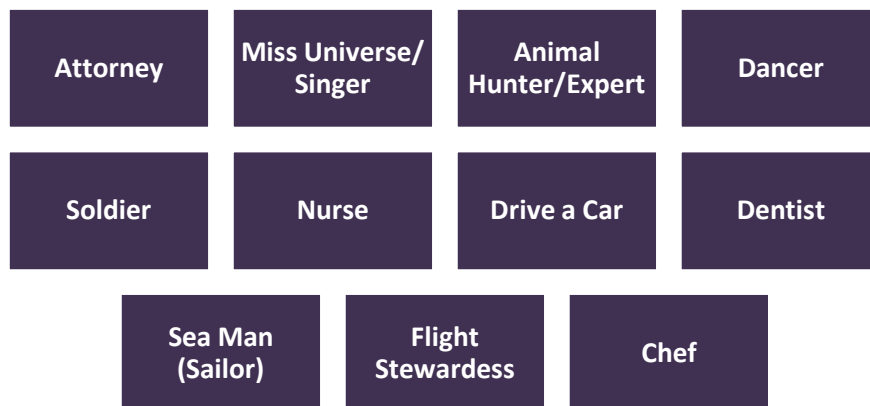 Attorney
Miss Universe/
Singer
Animal
Hunter/Expert
Dancer
Soldier
Nurse
Drive a Car
Dentist
Sea Man
(Sailor)
Flight
Stewardess
Chef